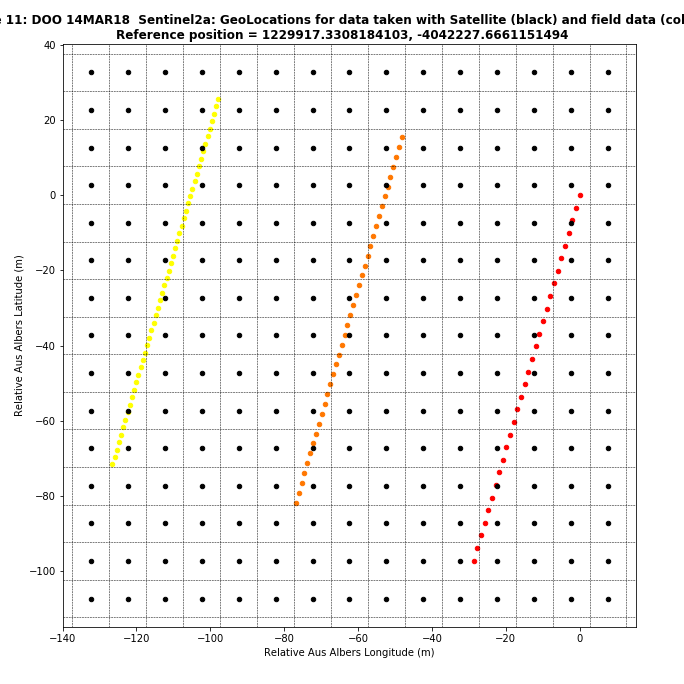 11: DOO 14MAR18 Sentinel2a: GeoLocations for data taken with Satellite (black) and field data
Reference position = 1229917.3308184103, -4042227.6661151494
40
20
0
−20
−40
−60
−80
−100
Relative Aus Albers Latitude (m)
−140 −120 −100 −80 −60 −40 −20 0
Relative Aus Albers Longitude (m)